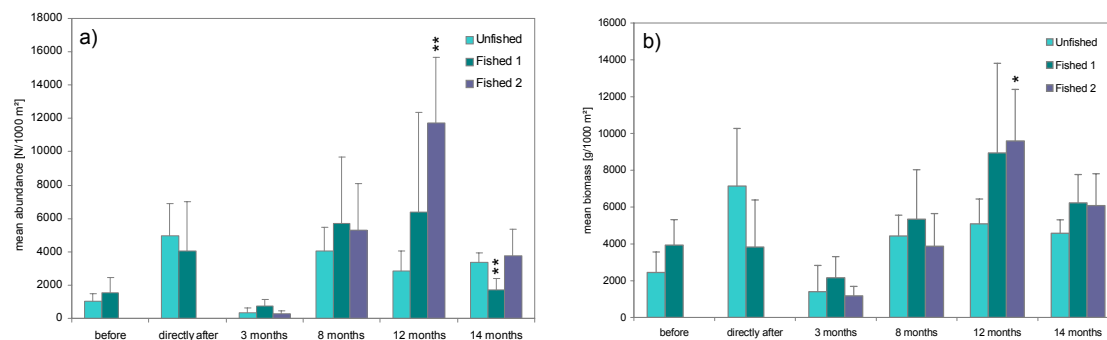 a)
18000
16000
14000
12000
10000
8000
6000
4000
2000
0
mean abundance [N/1000 m²]
Unfished
Fished 1
Fished 2
**
**
before directly after 3 months 8 months 12 months 14 months
b)
16000
14000
12000
10000
8000
6000
4000
2000
0
mean biomass [g/1000 m²]
Unfished
Fished 1
Fished 2
*
before directly after 3 months 8 months 12 months 14 months